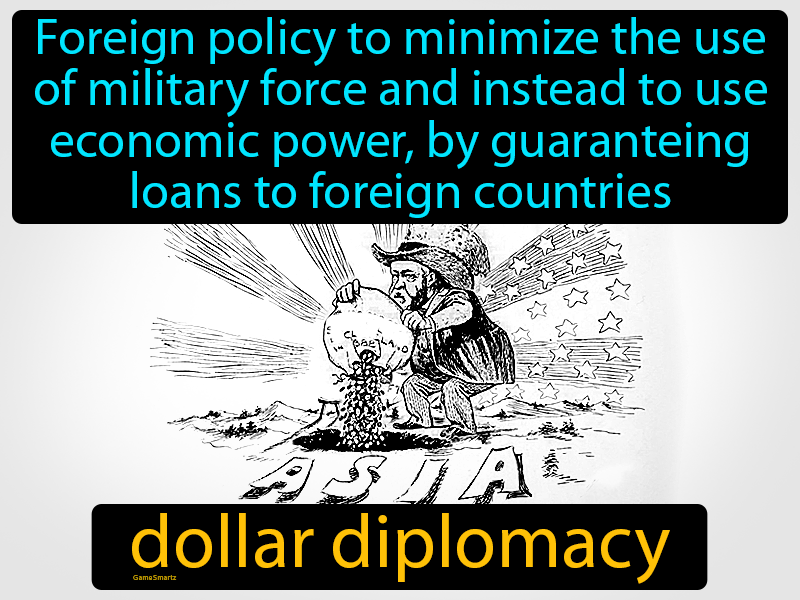 Foreign policy to minimize the use
of military force and instead to use
economic power, by guaranteeing
loans to foreign countries
ASIA
dollar diplomacy
GameSmartz